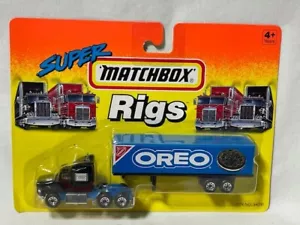 SUPER
MATCHBOX
4+
Rigs
OREO